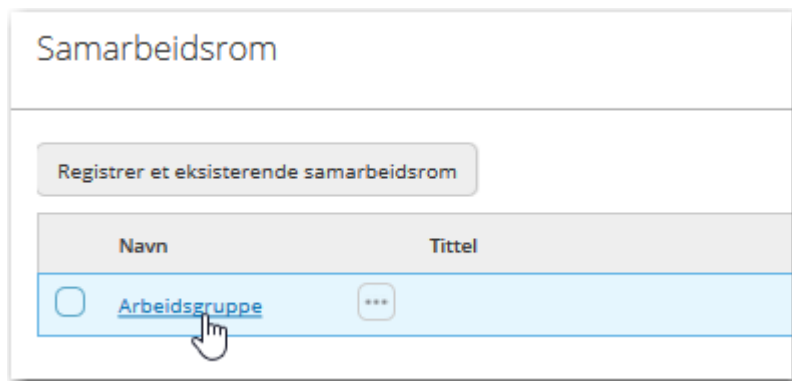 Samarbeidsrom
Registrer et eksisterende samarbeidsrom
Navn Tittel
Arbeidsgruppe